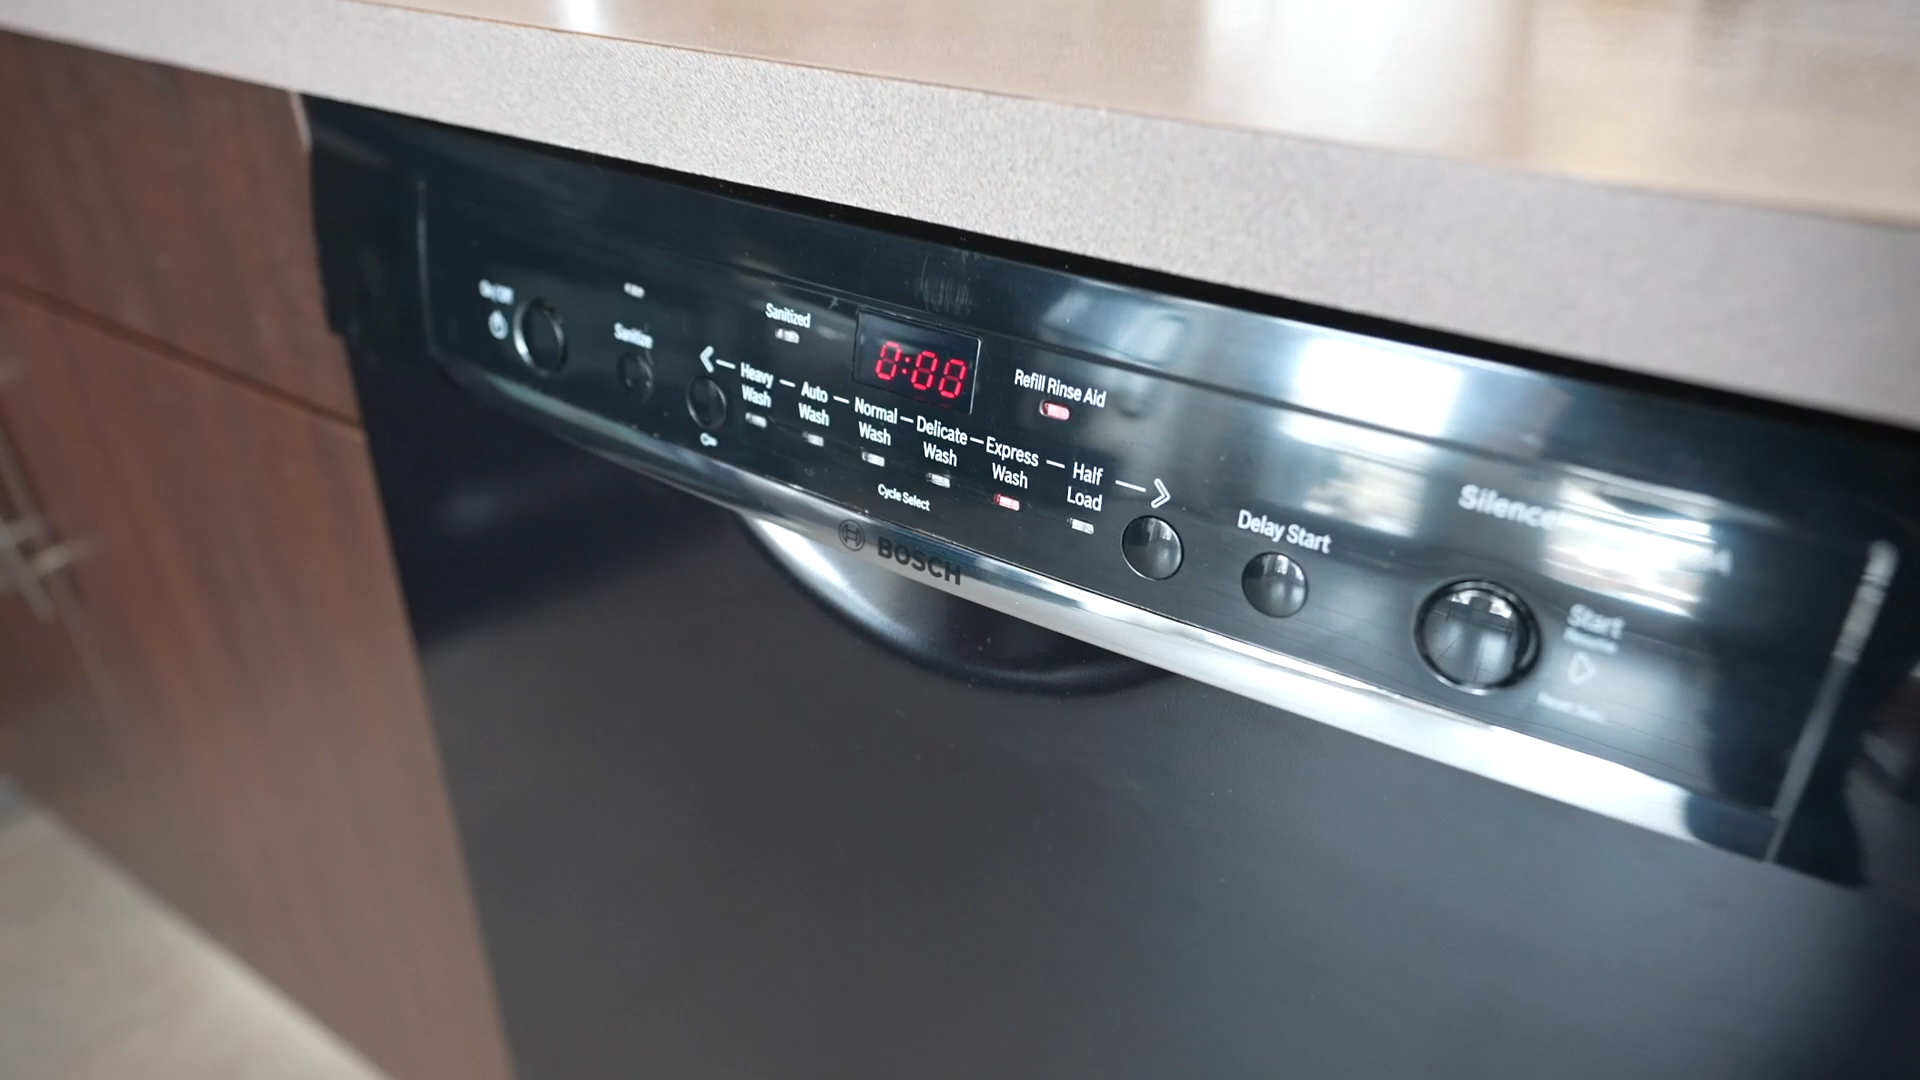 On/Off
Sanitize
Sanitized
0:00
Refill Rinse Aid
Heavy
Wash
Auto
Wash
Normal
Wash
Delicate
Wash
Express
Wash
Half
Load
Cycle Select
BOSCH
Delay Start
Start